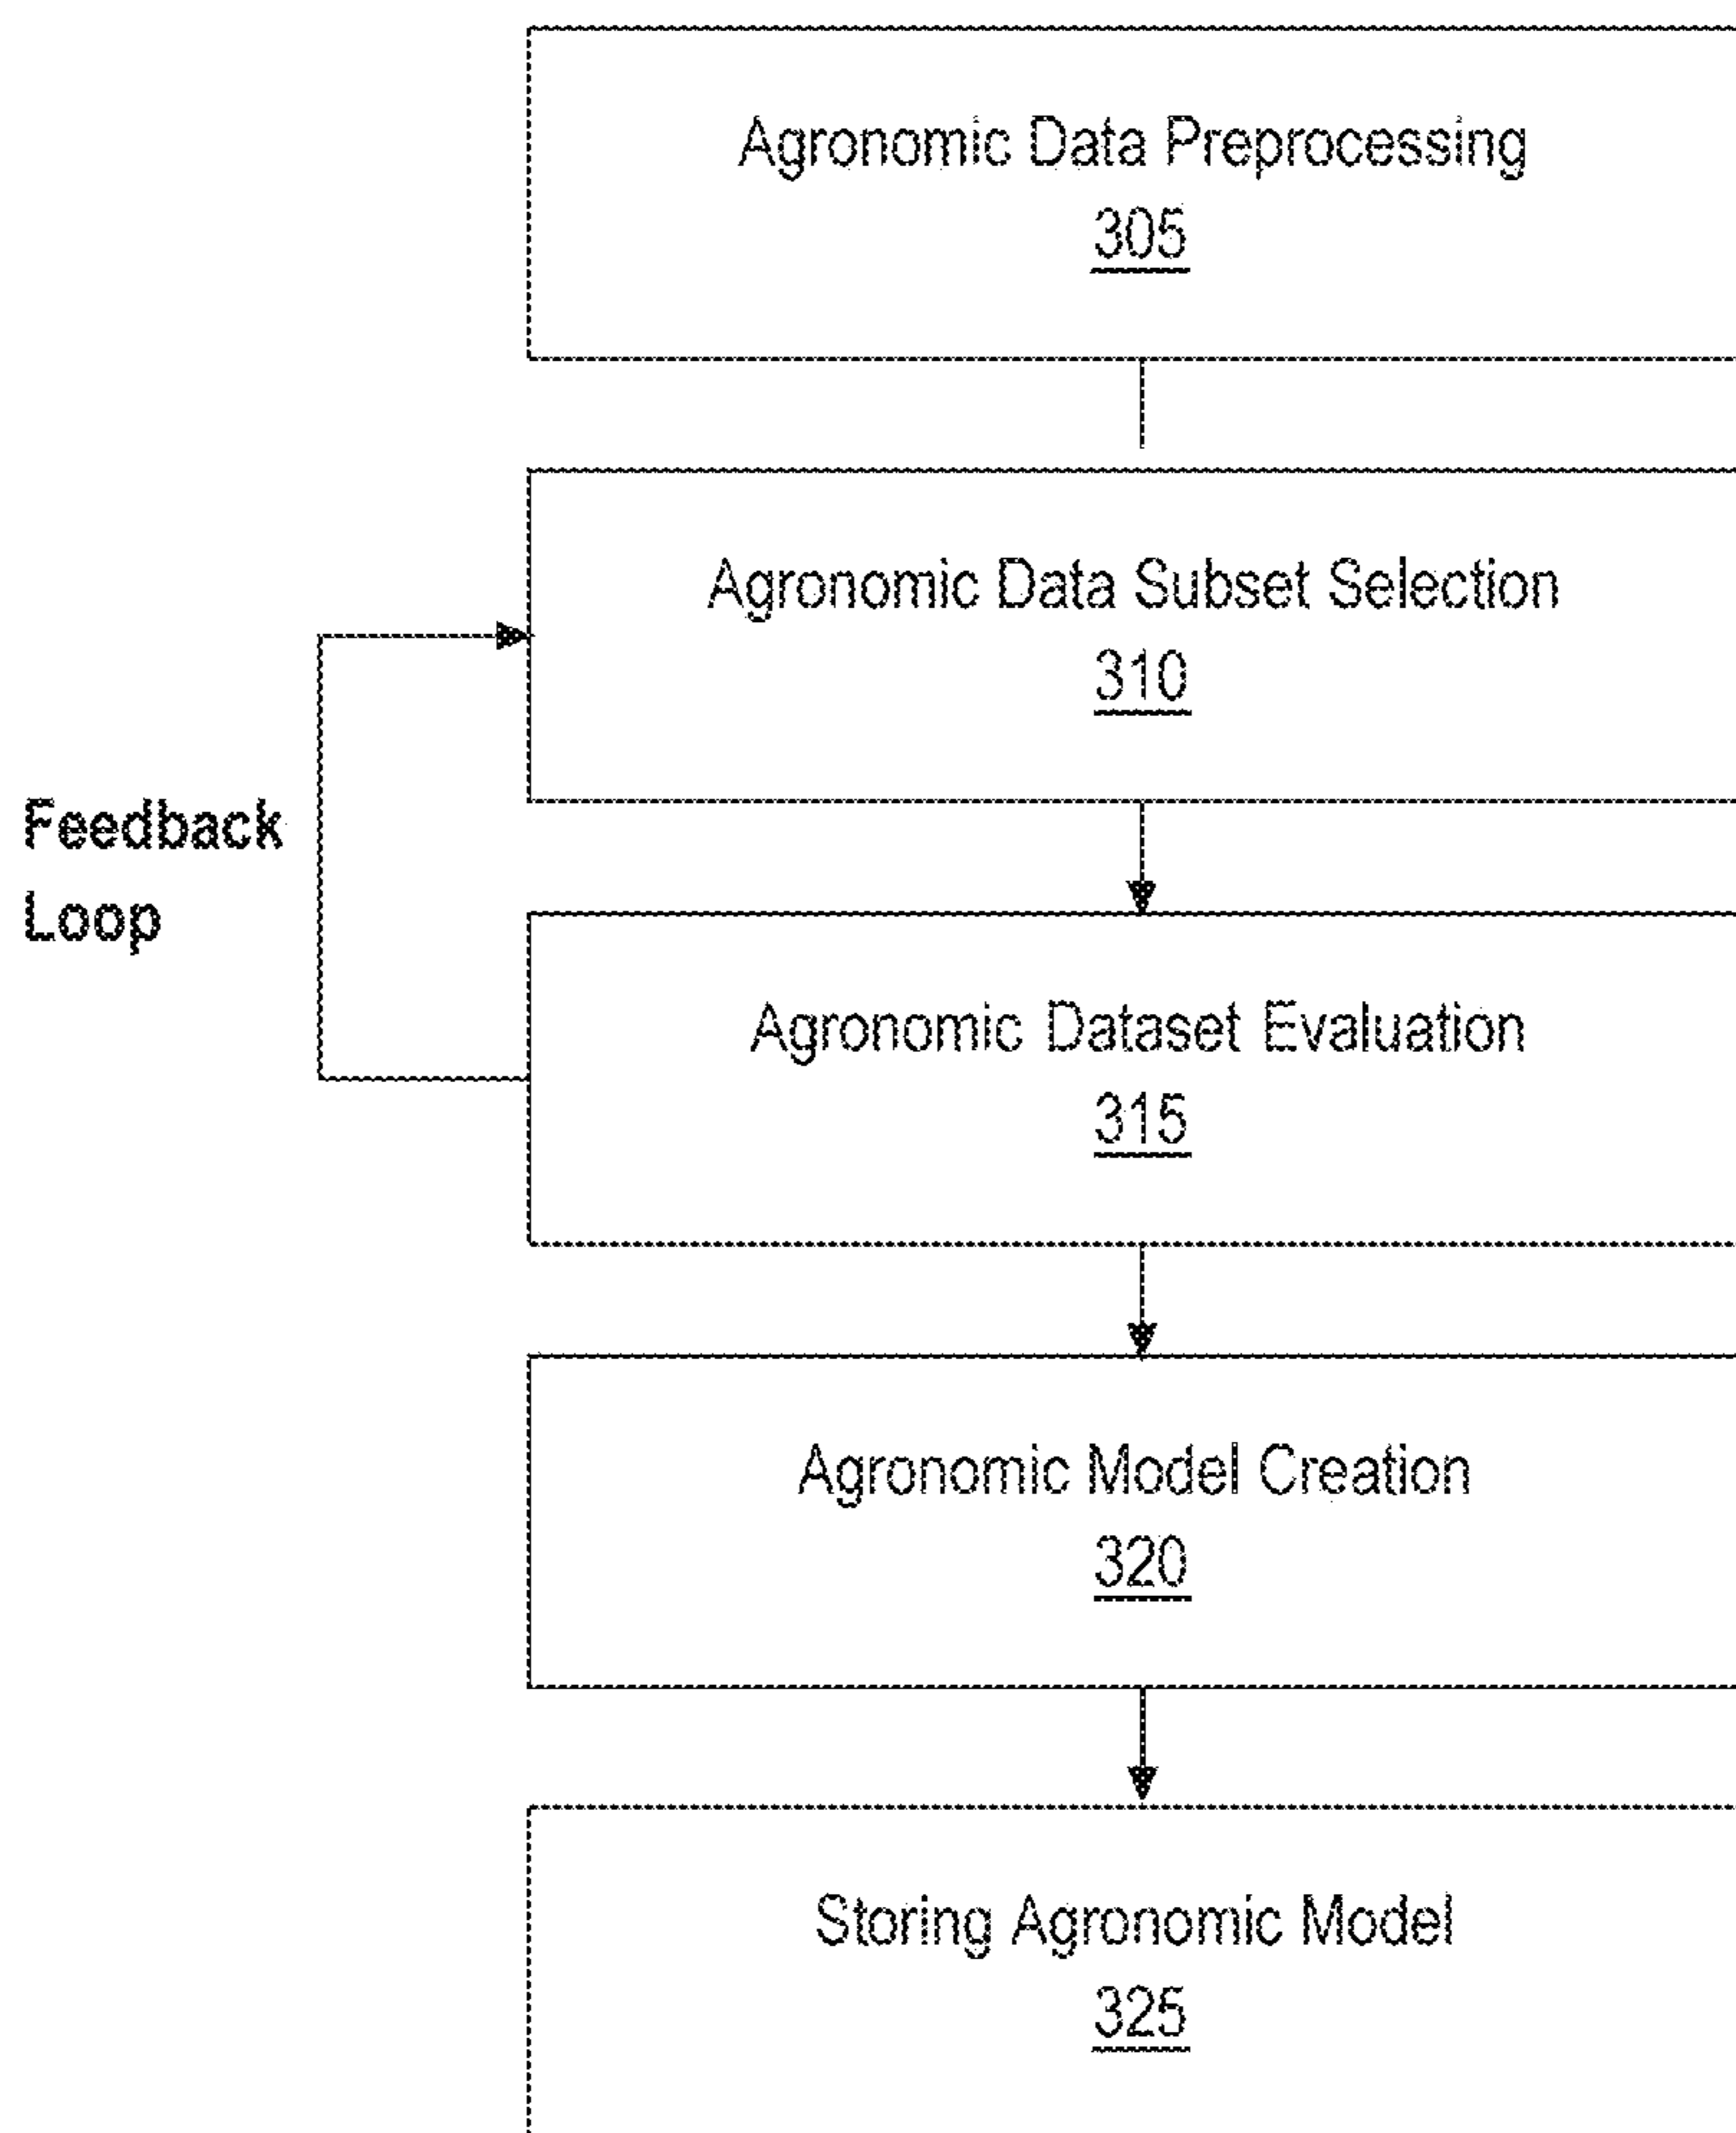 Agronomic Data Preprocessing
305
Agronomic Data Subset Selection
310
Feedback
Loop
Agronomic Dataset Evaluation
315
Agronomic Model Creation
320
Storing Agronomic Model
325